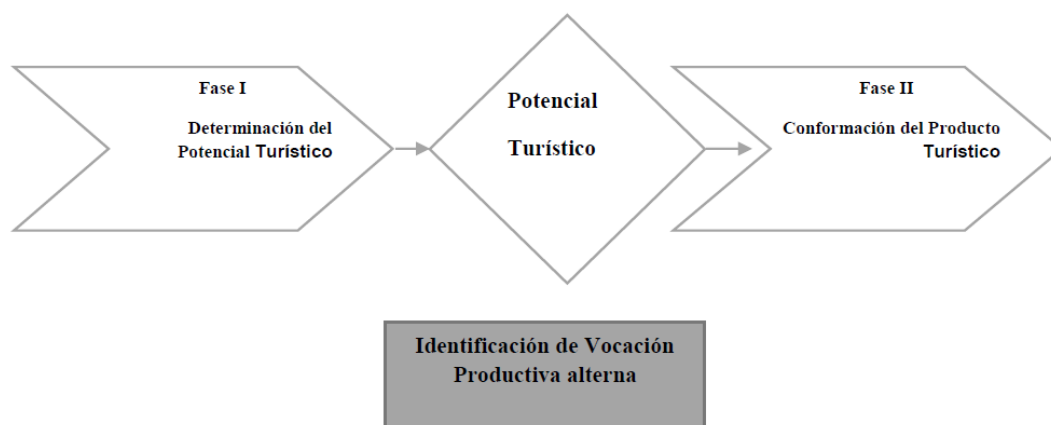 Fase I
Determinación del
Potencial Turístico
Potencial
Turístico
Fase II
Conformación del Producto
Turístico
Identificación de Vocación
Productiva alterna